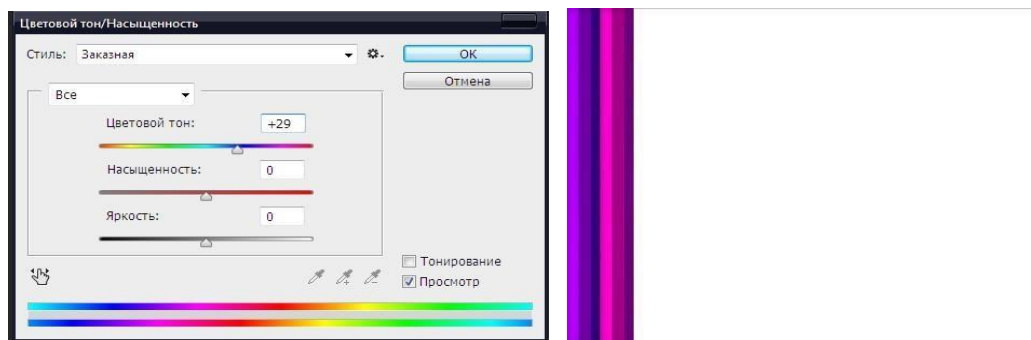 Цветовой тон/Насыщенность
Стиль: Заказная
OK
Отмена
Все
Цветовой тон: +29
Насыщенность: 0
Яркость: 0
Тонирование
Просмотр